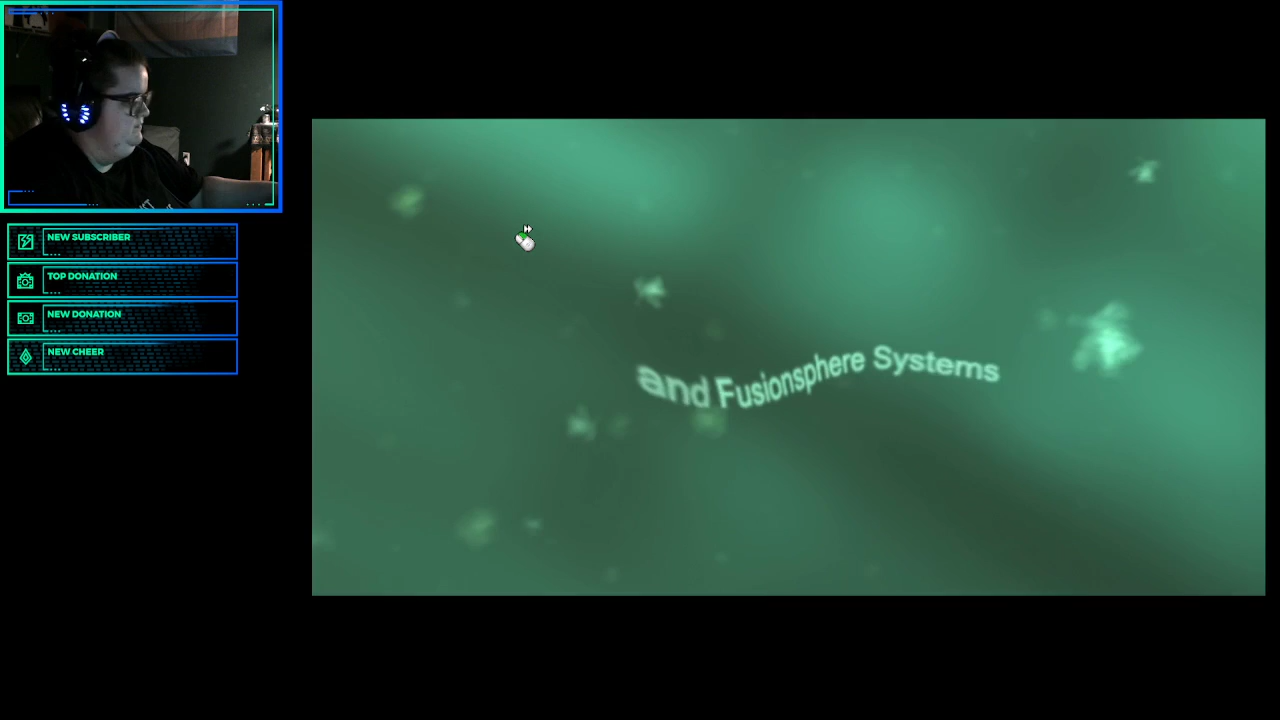 NEW SUBSCRIBER
TOP DONATION
NEW DONATION
NEW CHEER
and Fusionsphere Systems